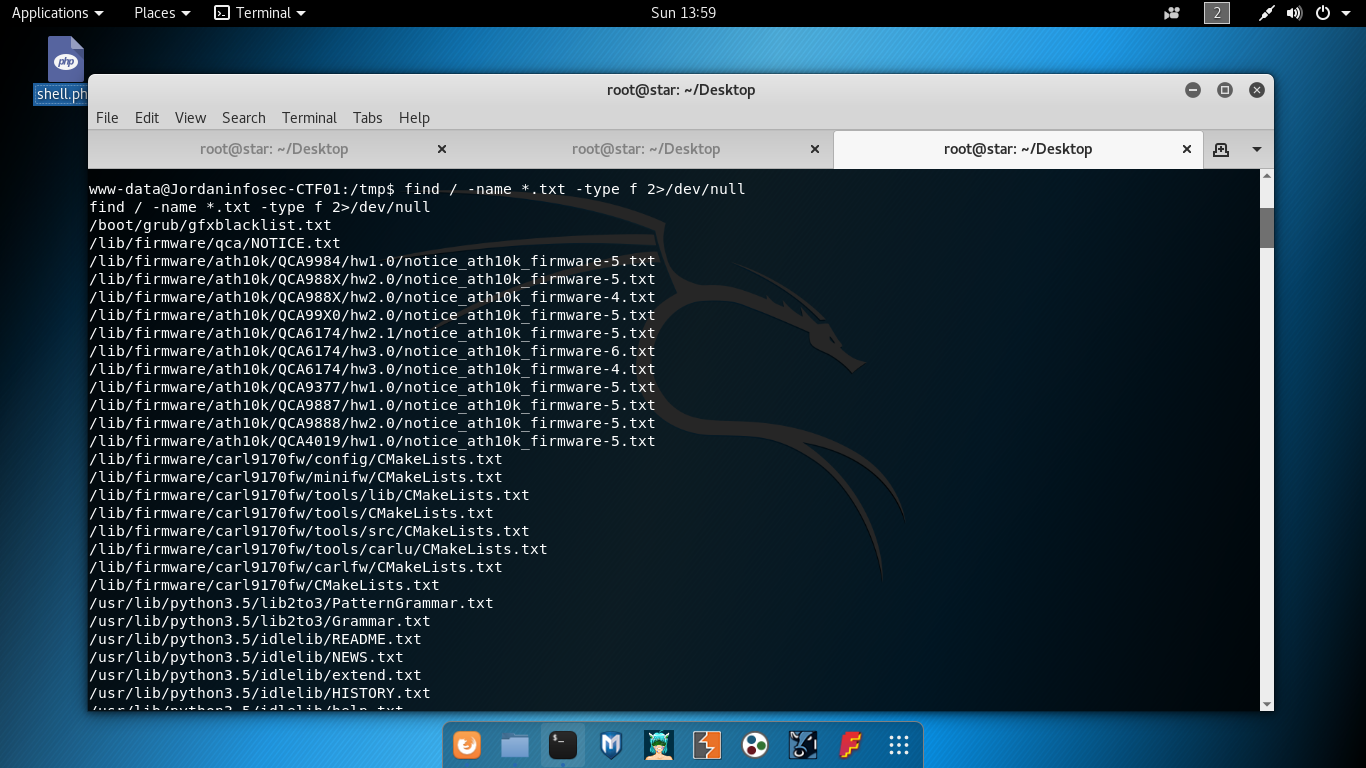 Applications Places Terminal Sun 13:59 2
php
shell.ph
root@star: ~/Desktop
File Edit View Search Terminal Tabs Help
root@star: ~/Desktop root@star: ~/Desktop root@star: ~/Desktop
www-data@Jordaninfosec-CTF01:/tmp$ find / -name *.txt -type f 2>/dev/null
find / -name *.txt -type f 2>/dev/null
/boot/grub/gfxblacklist.txt
/lib/firmware/qca/NOTICE.txt
/lib/firmware/ath10k/QCA9984/hw1.0/notice_ath10k_firmware-5.txt
/lib/firmware/ath10k/QCA988X/hw2.0/notice_ath10k_firmware-5.txt
/lib/firmware/ath10k/QCA988X/hw2.0/notice_ath10k_firmware-4.txt
/lib/firmware/ath10k/QCA99X0/hw2.0/notice_ath10k_firmware-5.txt
/lib/firmware/ath10k/QCA6174/hw2.1/notice_ath10k_firmware-5.txt
/lib/firmware/ath10k/QCA6174/hw3.0/notice_ath10k_firmware-6.txt
/lib/firmware/ath10k/QCA6174/hw3.0/notice_ath10k_firmware-4.txt
/lib/firmware/ath10k/QCA9377/hw1.0/notice_ath10k_firmware-5.txt
/lib/firmware/ath10k/QCA9887/hw1.0/notice_ath10k_firmware-5.txt
/lib/firmware/ath10k/QCA9888/hw2.0/notice_ath10k_firmware-5.txt
/lib/firmware/ath10k/QCA4019/hw1.0/notice_ath10k_firmware-5.txt
/lib/firmware/carl9170fw/config/CMakeLists.txt
/lib/firmware/carl9170fw/minifw/CMakeLists.txt
/lib/firmware/carl9170fw/tools/lib/CMakeLists.txt
/lib/firmware/carl9170fw/tools/CMakeLists.txt
/lib/firmware/carl9170fw/tools/src/CMakeLists.txt
/lib/firmware/carl9170fw/tools/carlu/CMakeLists.txt
/lib/firmware/carl9170fw/carlfw/CMakeLists.txt
/lib/firmware/carl9170fw/CMakeLists.txt
/usr/lib/python3.5/lib2to3/PatternGrammar.txt
/usr/lib/python3.5/lib2to3/Grammar.txt
/usr/lib/python3.5/idlelib/README.txt
/usr/lib/python3.5/idlelib/NEWS.txt
/usr/lib/python3.5/idlelib/extend.txt
/usr/lib/python3.5/idlelib/HISTORY.txt
/usr/lib/python3.5/idlelib/help.txt